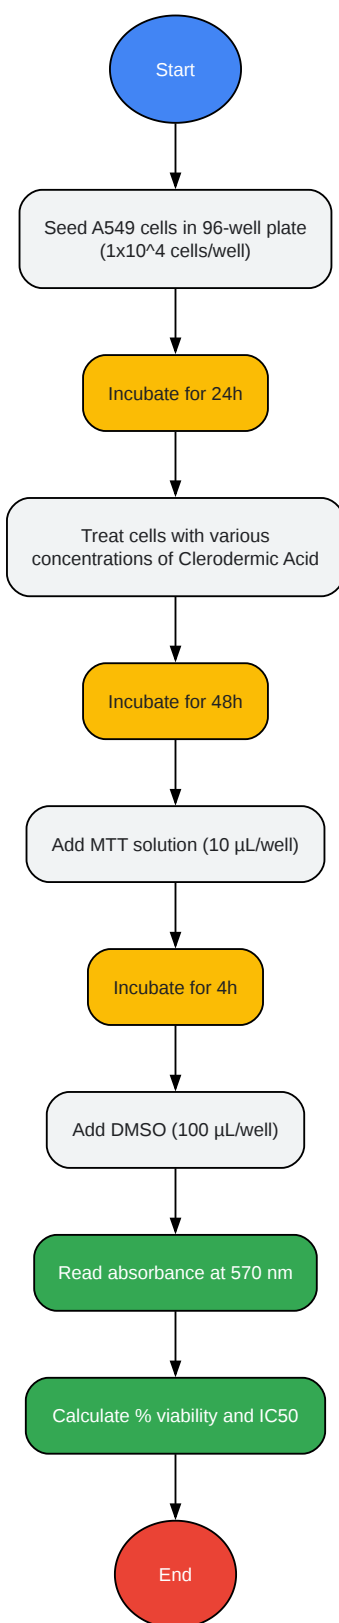 Start
Seed A549 cells in 96-well plate
(1x10^4 cells/well)
Incubate for 24h
Treat cells with various
concentrations of Clerodermic Acid
Incubate for 48h
Add MTT solution (10 µL/well)
Incubate for 4h
Add DMSO (100 µL/well)
Read absorbance at 570 nm
Calculate % viability and IC50
End